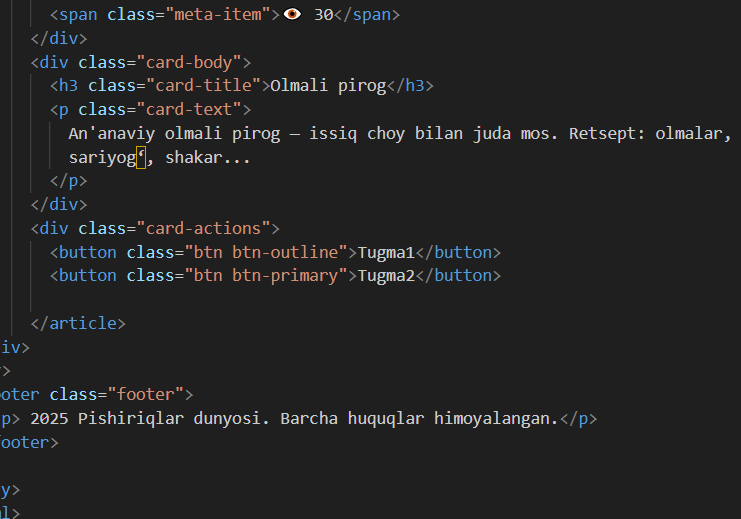 <span class="meta-item">👁️ 30</span>
</div>
<div class="card-body">
<h3 class="card-title">Olmali pirog</h3>
<p class="card-text">
An'anaviy olmali pirog — issiq choy bilan juda mos. Retsept: olmalar,
sariyog‘, shakar...
</p>
</div>
<div class="card-actions">
<button class="btn btn-outline">Tugma1</button>
<button class="btn btn-primary">Tugma2</button>
</article>
iv>
>
oter class="footer">
p> 2025 Pishiriqlar dunyosi. Barcha huquqlar himoyalangan.</p>
ooter>
y>
ml>